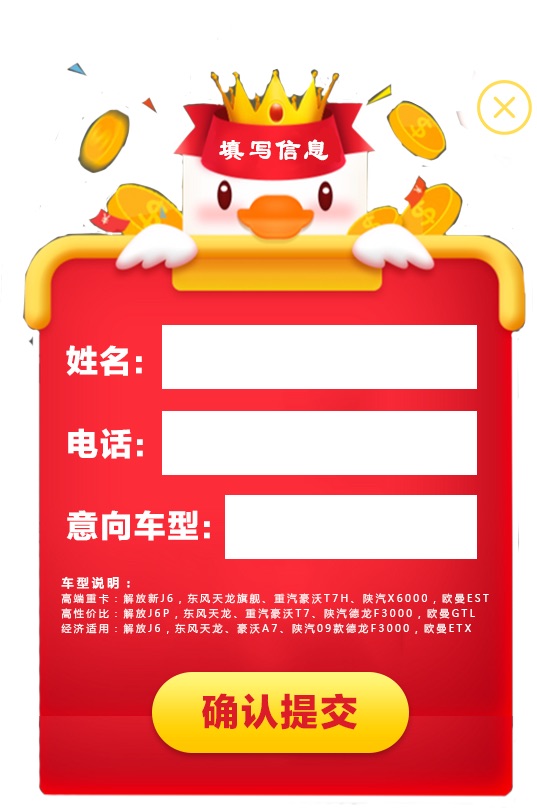 填写信息
姓名:
电话:
意向车型:
车型说明：
高端重卡：解放新J6，东风天龙旗舰、重汽豪沃T7H、陕汽X6000，欧曼EST
高性价比：解放J6P，东风天龙、重汽豪沃T7、陕汽德龙F3000，欧曼GTL
经济适用：解放J6，东风天龙、豪沃A7、陕汽09款德龙F3000，欧曼ETX
确认提交